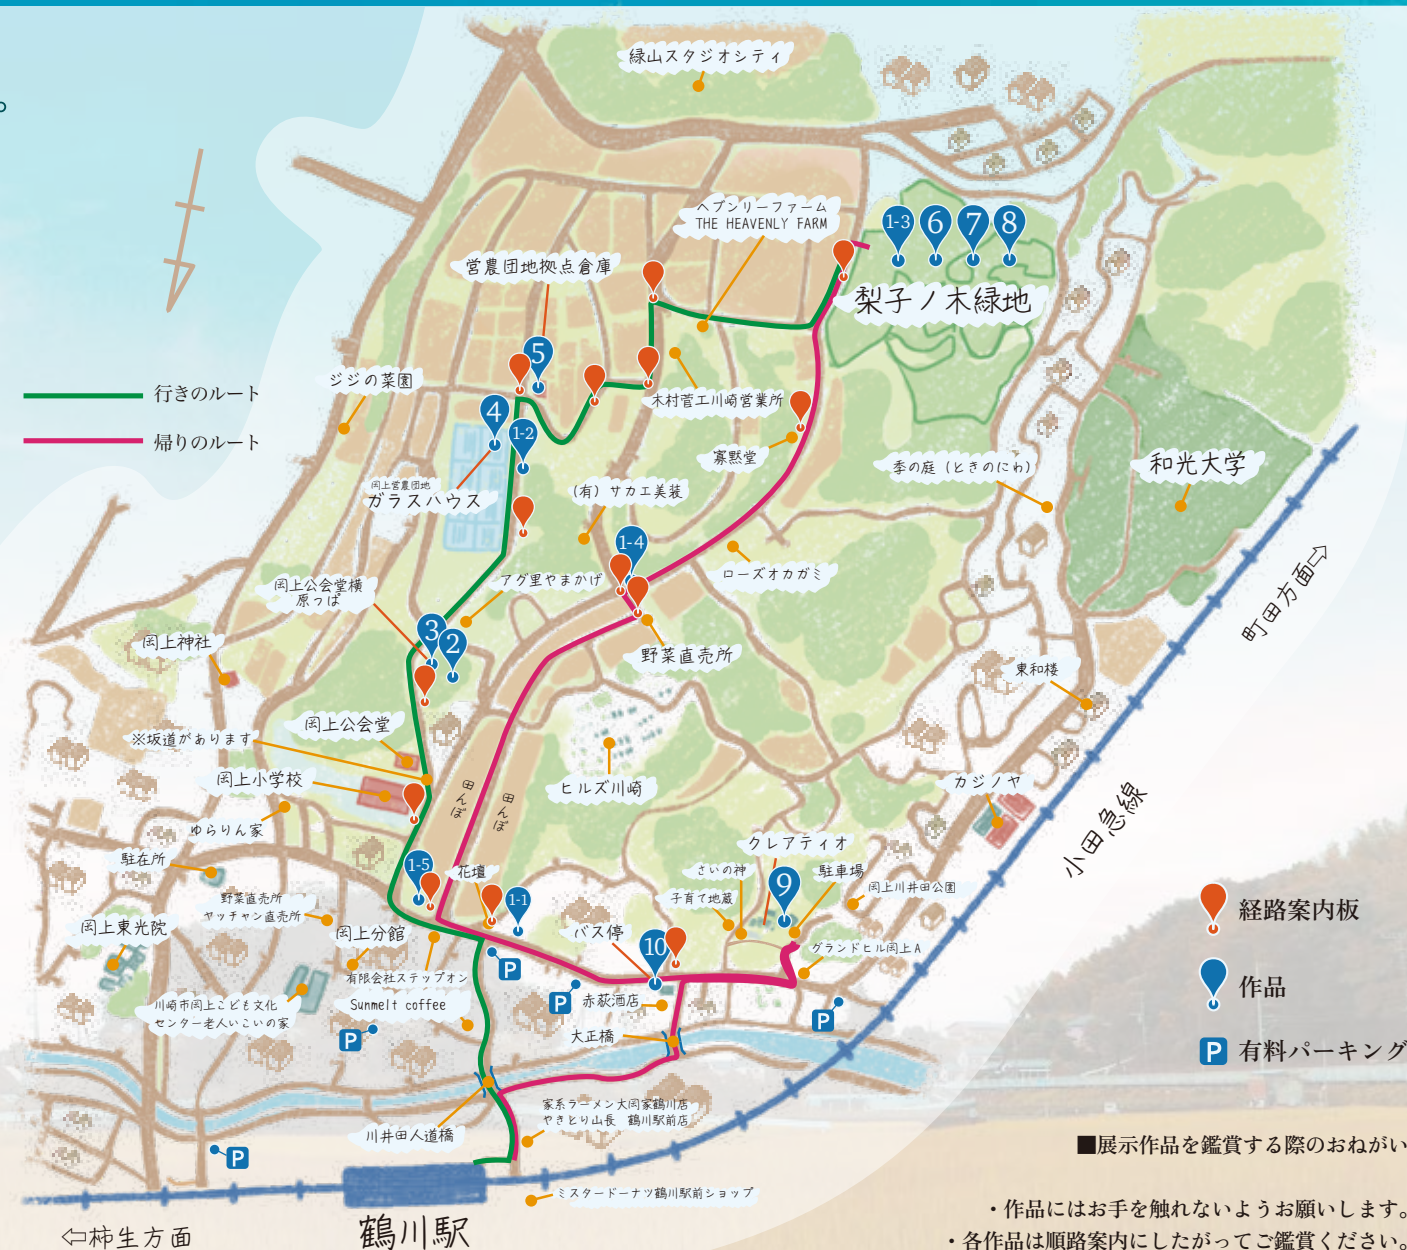 緑山スタジオシティ
ヘブンリーファーム
THE HEAVENLY FARM
1-3
6
7
8
営農団地拠点倉庫
梨子ノ木緑地
5
ジジの菜園
行きのルート
木村管工川崎営業所
4
1-2
帰りのルート
寡黙堂
季の庭（ときのにわ）
和光大学
岡上営農団地
ガラスハウス
(有) サカエ美装
1-4
町田方面⇨
ローズオカガミ
アグ里やまかげ
岡上公会堂横
原っぱ
3
2
岡上神社
野菜直売所
東和楼
岡上公会堂
※坂道があります
岡上小学校
ヒルズ川崎
カジノヤ
田んぼ
田んぼ
小田急線
ゆらりん家
クレアティオ
駐在所
1-5
花壇
さいの神
9
駐車場
岡上川井田公園
野菜直売所
ヤッチャン直売所
1-1
子育て地蔵
経路案内板
岡上東光院
岡上分館
バス停
10
グランドヒル岡上A
有限会社ステップオン
P
作品
川崎市岡上こども文化
センター老人いこいの家
Sunmelt coffee
P
赤荻酒店
P
P
大正橋
P 有料パーキング
家系ラーメン大岡家鶴川店
やきとり山長 鶴川駅前店
川井田人道橋
P
■展示作品を鑑賞する際のおねがい
ミスタードーナツ鶴川駅前ショップ
・作品にはお手を触れないようお願いします。
⇦柿生方面
鶴川駅
・各作品は順路案内にしたがってご鑑賞ください。